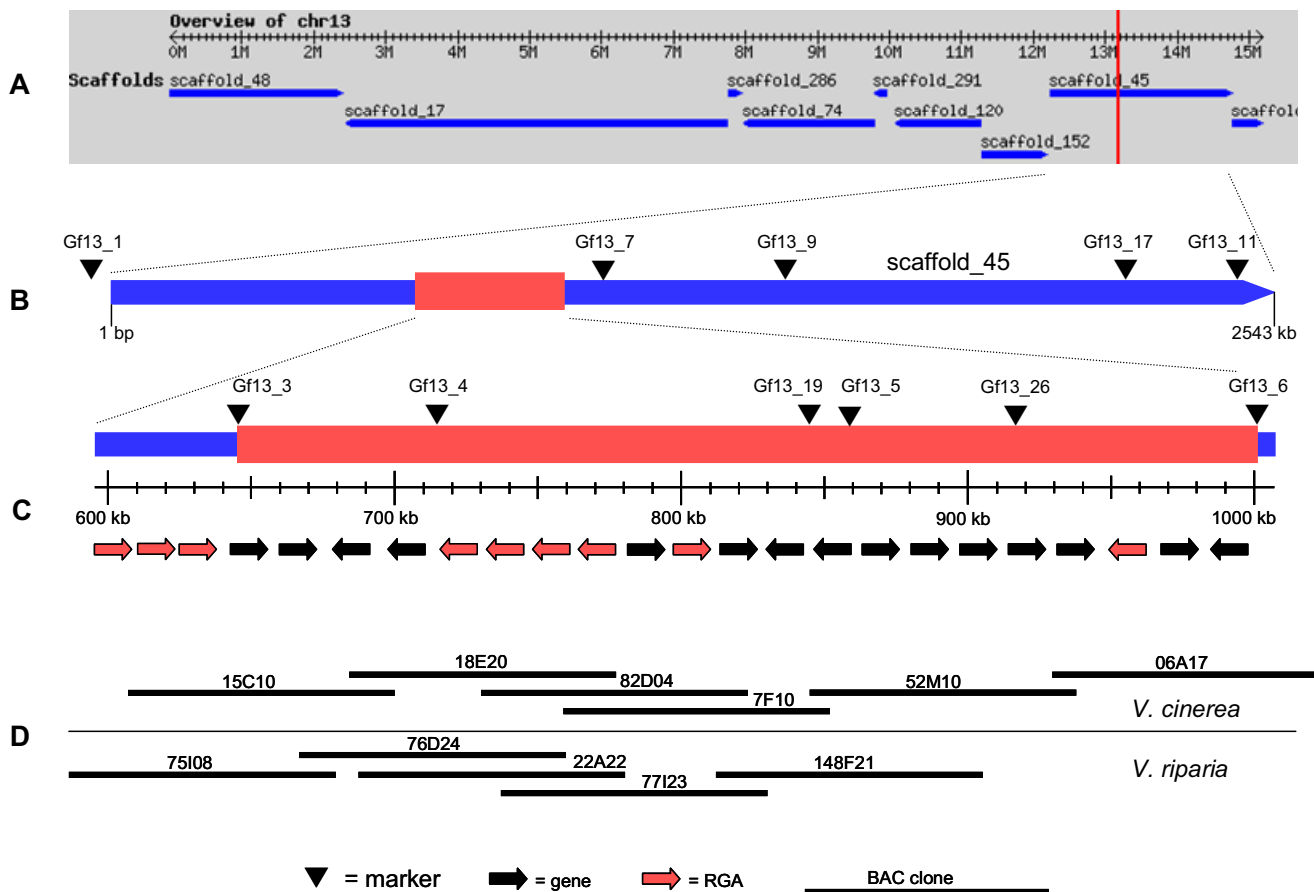 Overview of chr13
0M 1M 2M 3M 4M 5M 6M 7M 8M 9M 10M 11M 12M 13M 14M 15M
A
Scaffolds scaffold_48 scaffold_286 scaffold_291 scaffold_45
scaffold_17 scaffold_74 scaffold_120 scaffold
scaffold_152
Gf13_1 Gf13_7 Gf13_9 Gf13_17 Gf13_11
scaffold_45
B
1 bp 2543 kb
Gf13_3 Gf13_4 Gf13_19 Gf13_5 Gf13_26 Gf13_6
C
600 kb 700 kb 800 kb 900 kb 1000 kb
18E20 06A17
15C10 82D04 52M10
7F10 V. cinerea
D
76D24
75I08 22A22 148F21 V. riparia
77I23
= marker = gene = RGA BAC clone